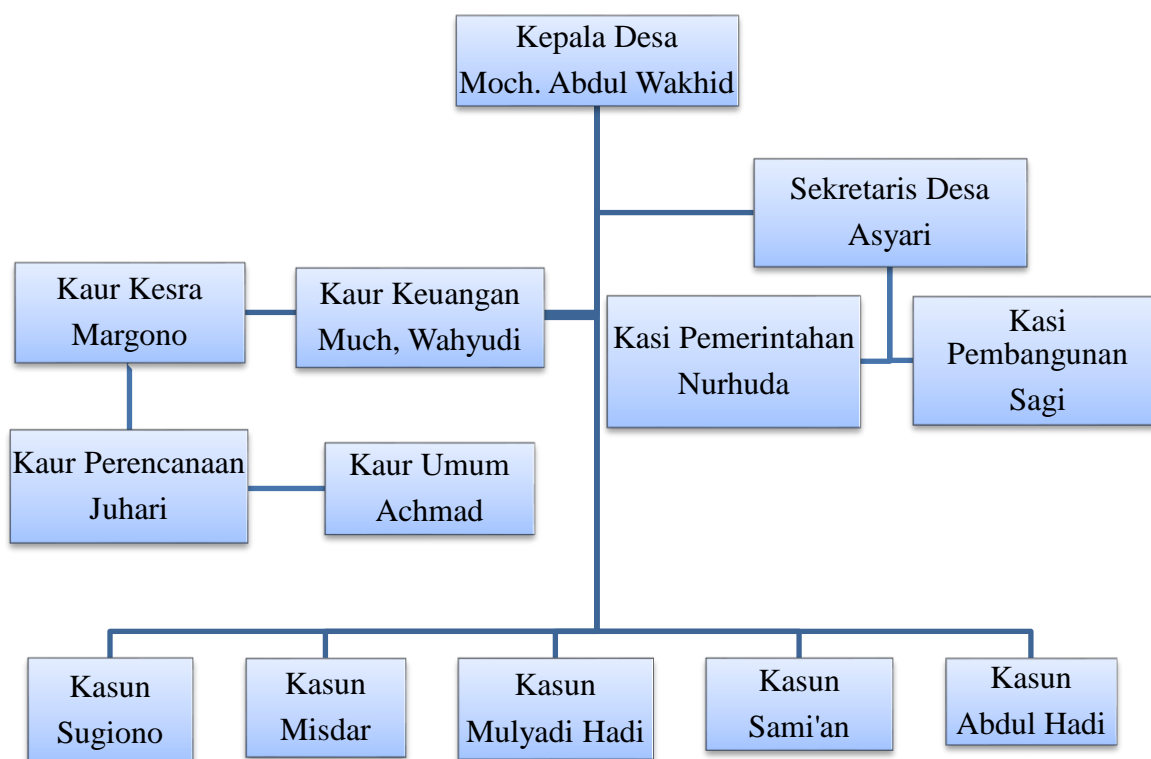 Kepala Desa
Moch. Abdul Wakhid
Sekretaris Desa
Asyari
Kaur Kesra
Margono
Kaur Keuangan
Much, Wahyudi
Kasi Pemerintahan
Nurhuda
Kasi
Pembangunan
Sagi
Kaur Perencanaan
Juhari
Kaur Umum
Achmad
Kasun
Sugiono
Kasun
Misdar
Kasun
Mulyadi Hadi
Kasun
Sami'an
Kasun
Abdul Hadi